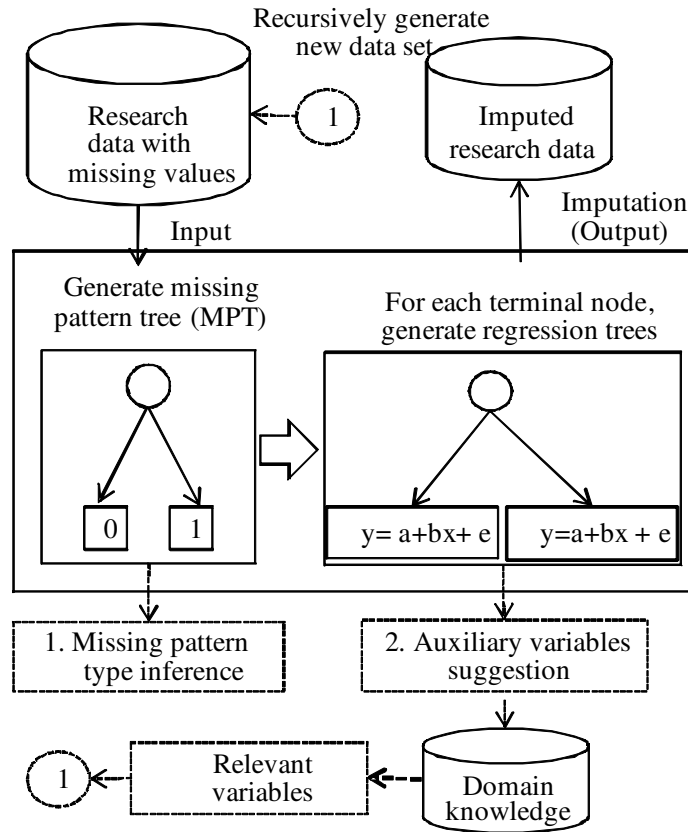 Recursively generate
new data set
Research
data with
missing values
1
Imputed
research data
Input
Imputation
(Output)
Generate missing
pattern tree (MPT)
For each terminal node,
generate regression trees
0
1
y= a+bx+ e
y=a+bx + e
1. Missing pattern
type inference
2. Auxiliary variables
suggestion
1
Relevant
variables
Domain
knowledge